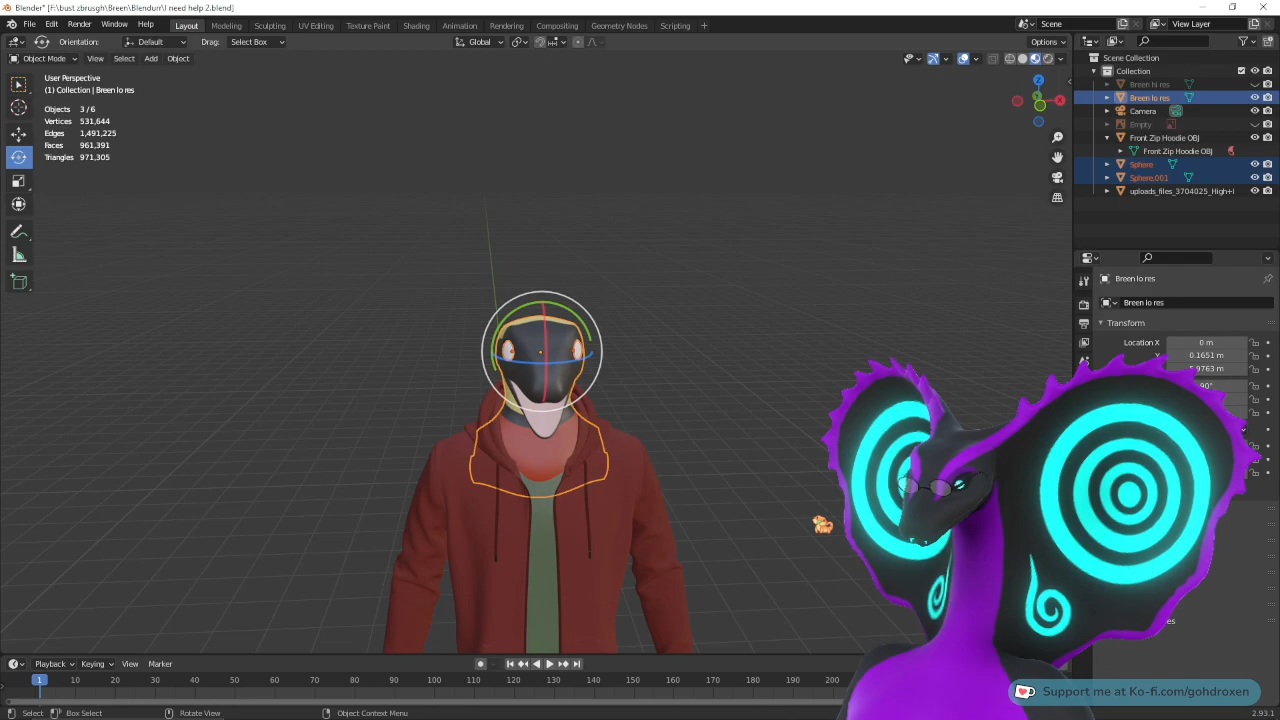 Blender* [F:\bust zbrusgh\Breen\Blendurr\I need help 2.blend]
File Edit Render Window Help Layout Modeling Sculpting UV Editing Texture Paint Shading Animation Rendering Compositing Geometry Nodes Scripting + Scene View Layer
Orientation: Default Drag: Select Box Global Options
Object Mode View Select Add Object
User Perspective
(1) Collection | Breen lo res
Objects 3/6
Vertices 531,644
Edges 1,491,225
Faces 961,391
Triangles 971,305
Z
X
Y
Scene Collection
Collection
Breen hi res
Breen lo res
Camera
Empty
Front Zip Hoodie OBJ
Front Zip Hoodie OBJ
Sphere
Sphere.001
uploads_files_3704025_High+i
Breen lo res
Breen lo res
Transform
Location X 0 m
Y 0.1651 m
Playback Keying View Marker
1 10 20 30 40 50 60 70 80 90 100 110 120 130 140 150 160 170 180 190 200
Select Box Select Rotate View Object Context Menu
Support me at Ko-fi.com/gohdroxen
2.93.1